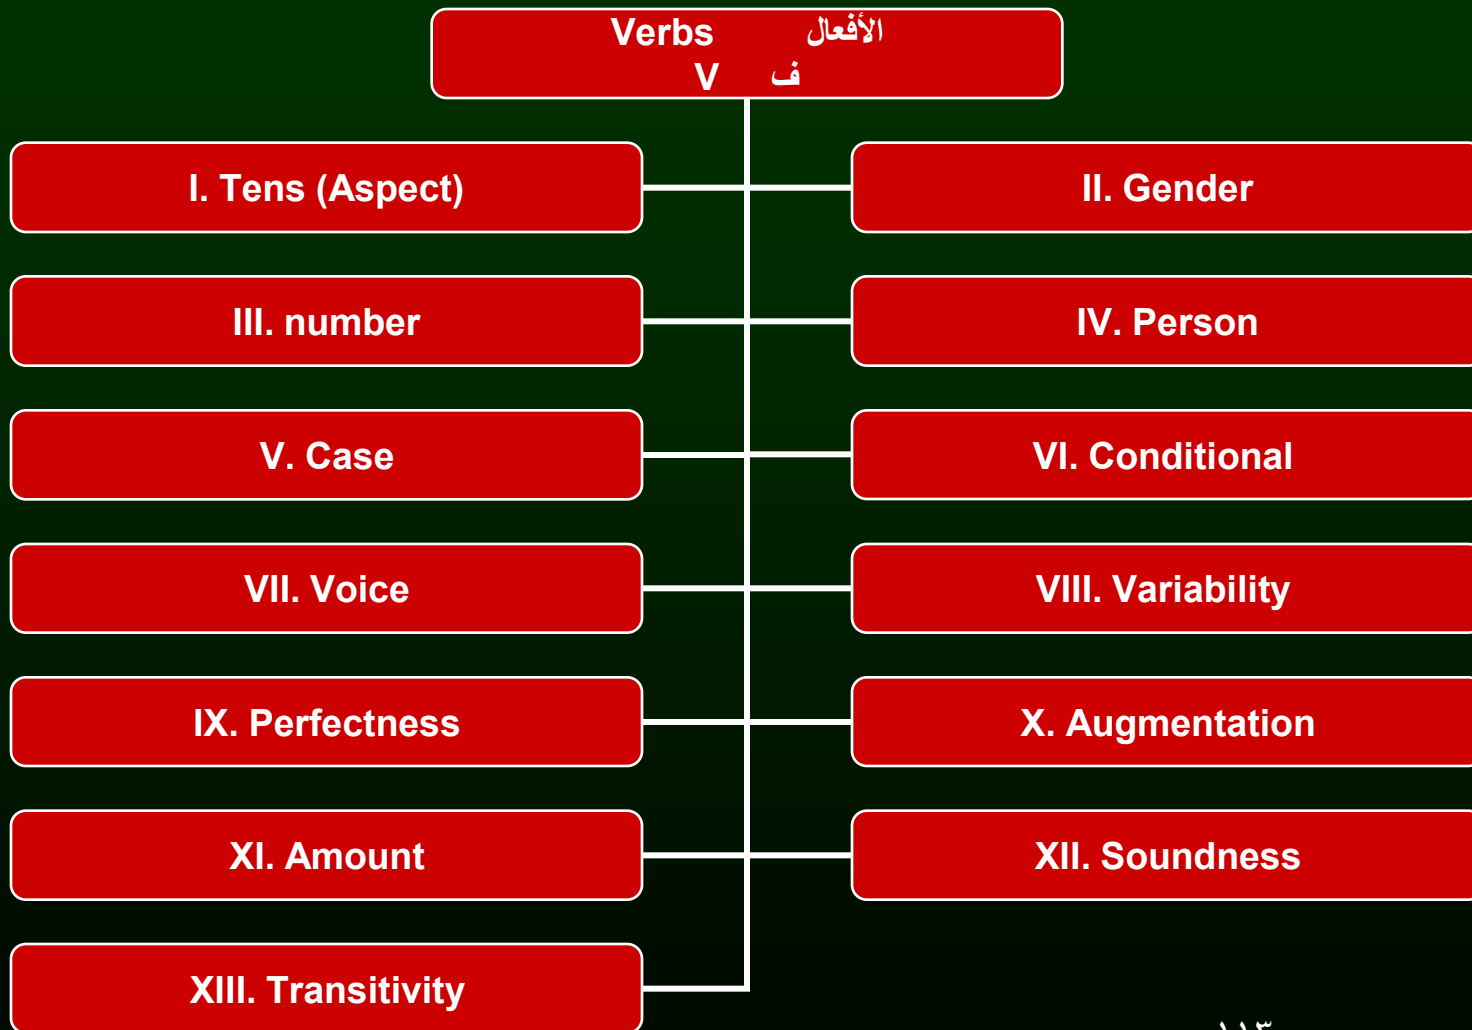 Verbs الأفعال
V ف
I. Tens (Aspect)
II. Gender
III. number
IV. Person
V. Case
VI. Conditional
VII. Voice
VIII. Variability
IX. Perfectness
X. Augmentation
XI. Amount
XII. Soundness
XIII. Transitivity
١١٣